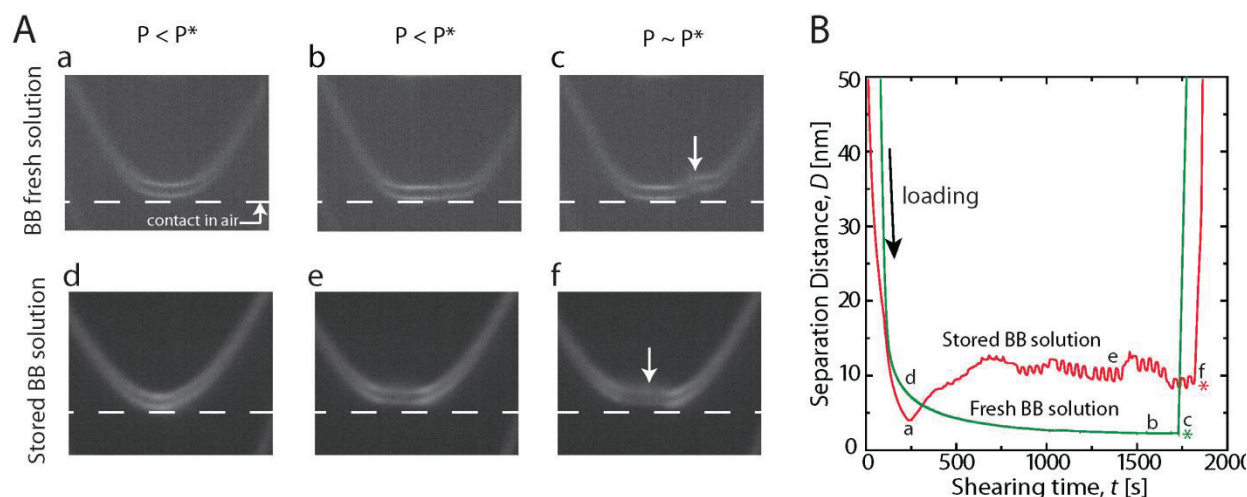 A
P < P*
P < P*
P ~ P*
BB fresh solution
a
b
c
contact in air
Stored BB solution
d
e
f
B
Separation Distance, D [nm]
50
40
30
20
10
0
loading
Stored BB solution
e
f
*
d
Fresh BB solution
a
b
c
*
0
500
1000
1500
2000
Shearing time, t [s]